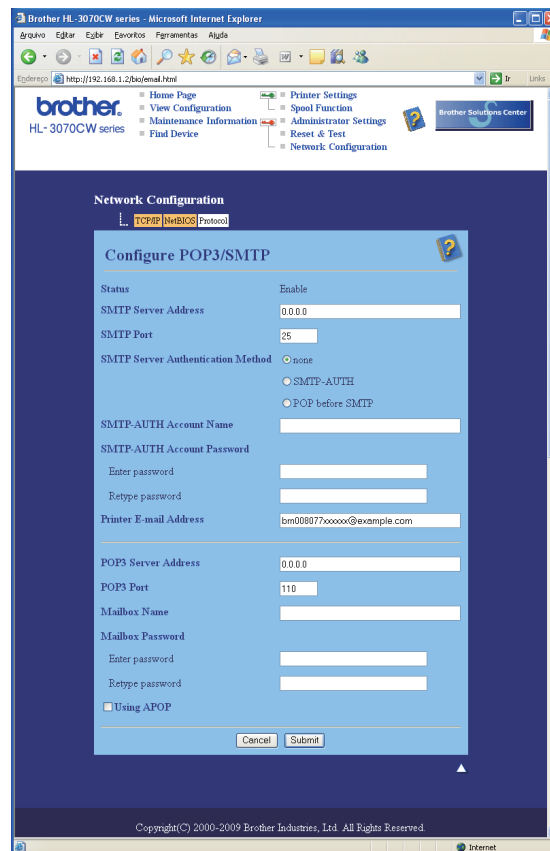 Brother HL-3070CW series - Microsoft Internet Explorer
Arquivo Editar Exibir Favoritos Ferramentas Ajuda
Endereço http://192.168.1.2/bio/email.html Ir Links
brother.
HL- 3070CW series
Home Page
View Configuration
Maintenance Information
Find Device
Printer Settings
Spool Function
Administrator Settings
Reset & Test
Network Configuration
Brother Solutions Center
Network Configuration
TCP/IP NetBIOS Protocol
Configure POP3/SMTP
Status Enable
SMTP Server Address 0.0.0.0
SMTP Port 25
SMTP Server Authentication Method none
SMTP-AUTH
POP before SMTP
SMTP-AUTH Account Name
SMTP-AUTH Account Password
Enter password
Retype password
Printer E-mail Address brn008077xxxxxx@example.com
POP3 Server Address 0.0.0.0
POP3 Port 110
Mailbox Name
Mailbox Password
Enter password
Retype password
Using APOP
Cancel Submit
Copyright(C) 2000-2009 Brother Industries, Ltd. All Rights Reserved.
Internet